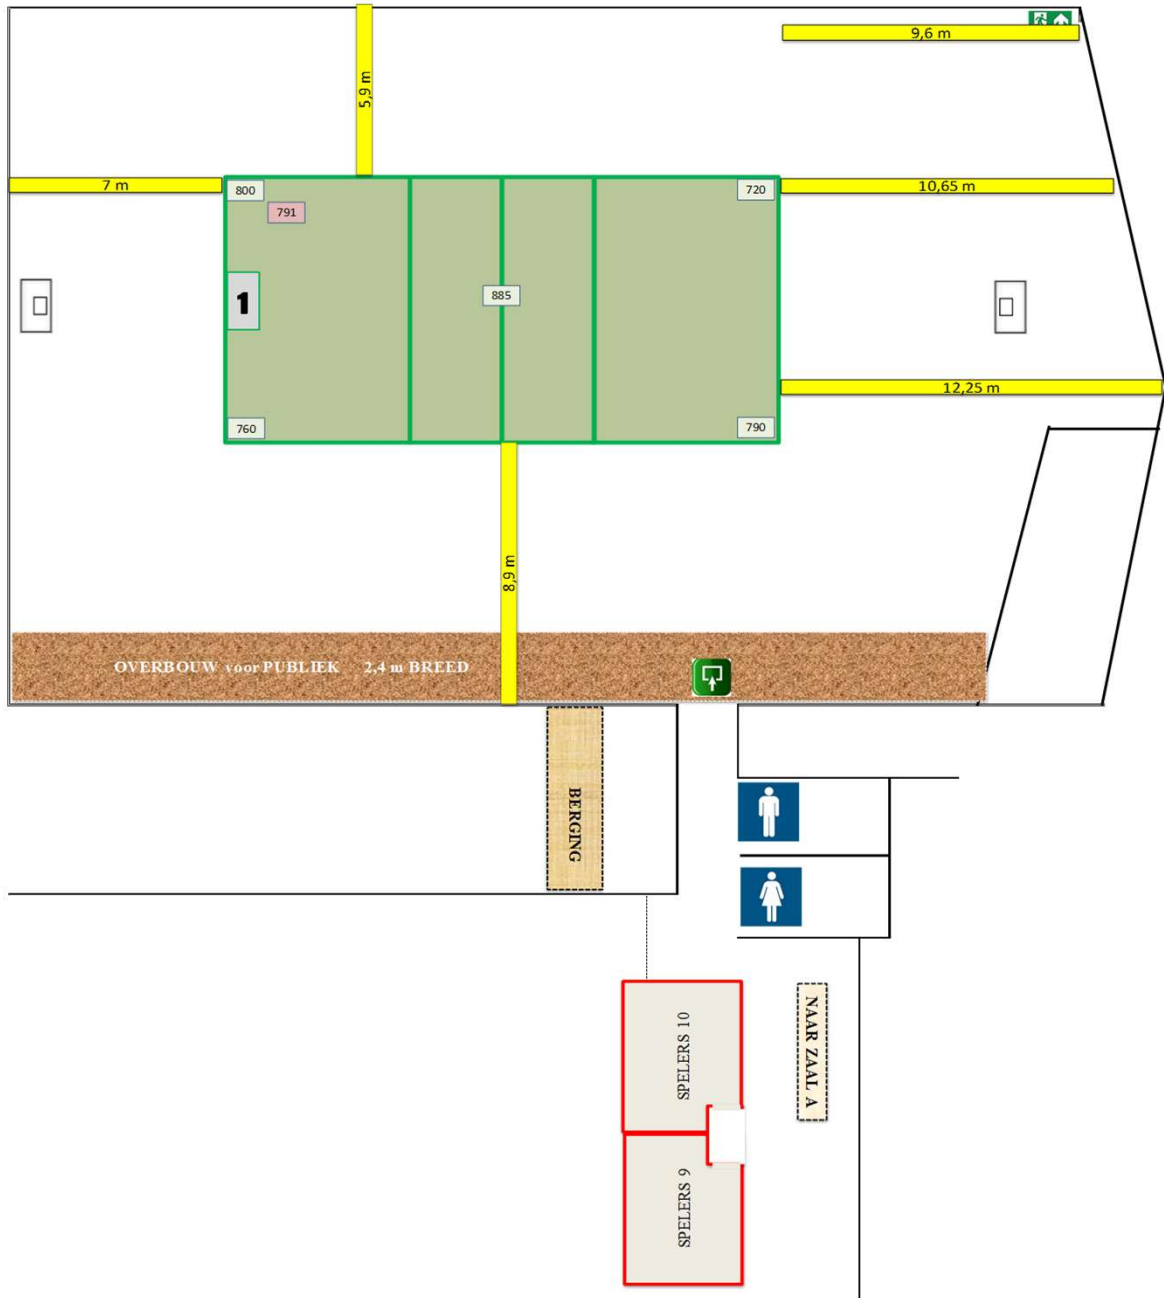 9,6 m
5,9 m
7 m
800
720
10,65 m
791
1
885
12,25 m
760
790
8,9 m
OVERBOUW voor PUBLIEK 2,4 m BREED
BERGING
NAAR ZAAL A
SPELERS 10
SPELERS 9